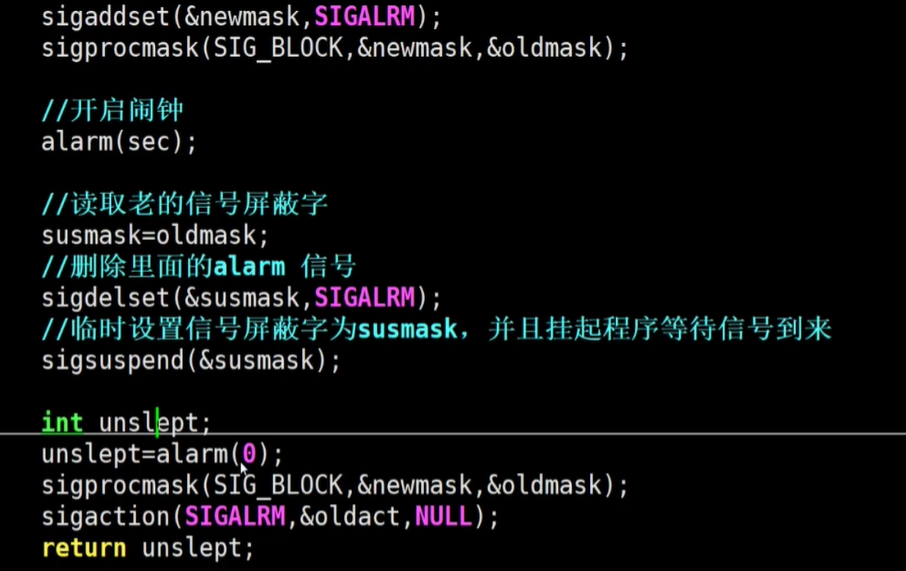 sigaddset(&newmask,SIGALRM);
sigprocmask(SIG_BLOCK,&newmask,&oldmask);
//开启闹钟
alarm(sec);
//读取老的信号屏蔽字
susmask=oldmask;
//删除里面的alarm 信号
sigdelset(&susmask,SIGALRM);
//临时设置信号屏蔽字为susmask，并且挂起程序等待信号到来
sigsuspend(&susmask);
int unslept;
unslept=alarm(0);
sigprocmask(SIG_BLOCK,&newmask,&oldmask);
sigaction(SIGALRM,&oldact,NULL);
return unslept;